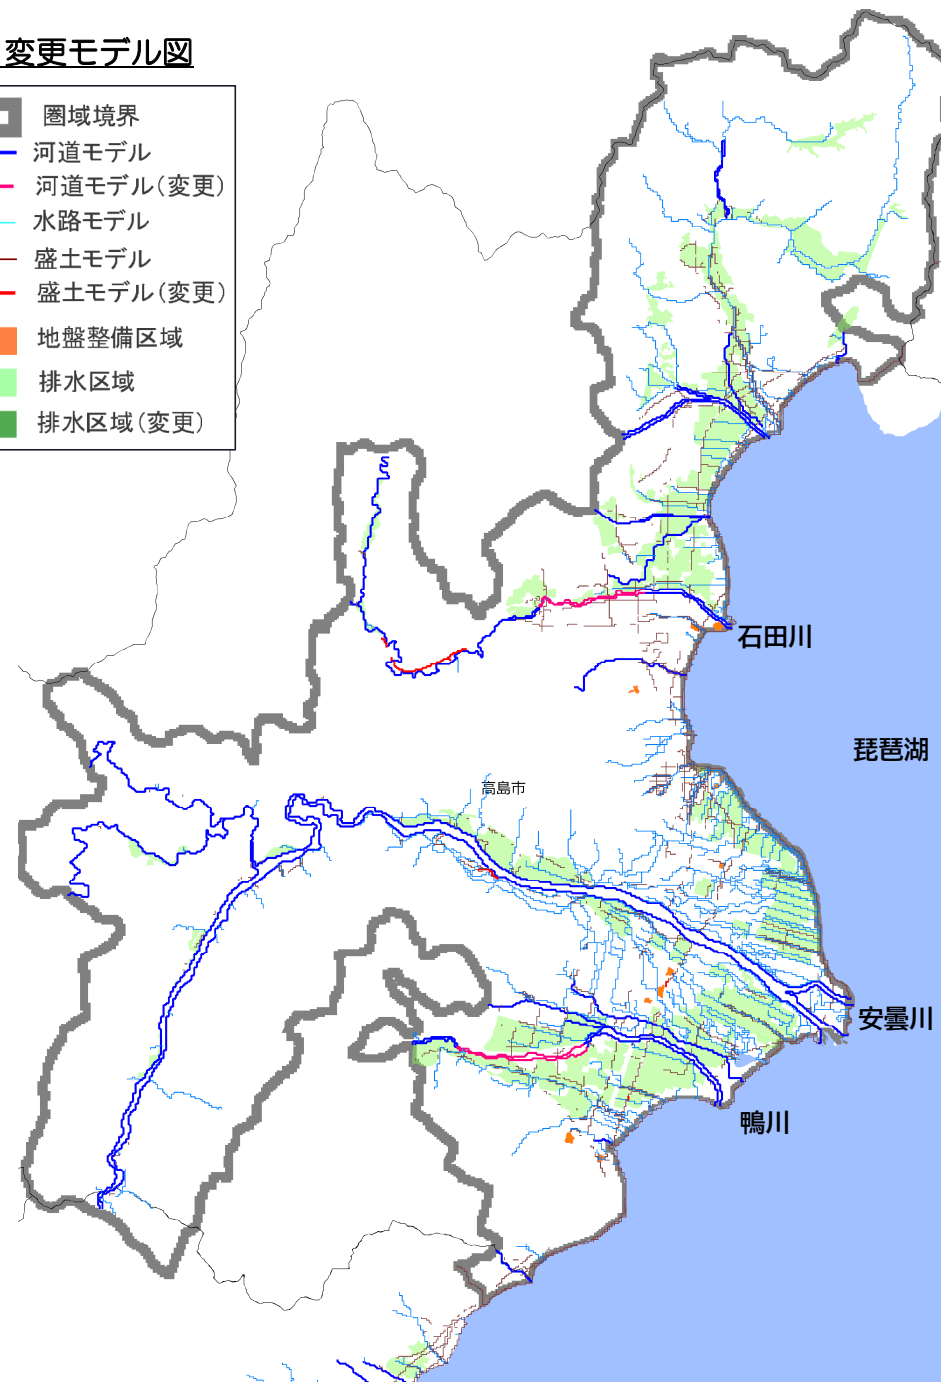 変更モデル図
圏域境界
河道モデル
河道モデル(変更)
水路モデル
盛土モデル
盛土モデル(変更)
地盤整備区域
排水区域
排水区域(変更)
石田川
琵琶湖
高島市
安曇川
鴨川